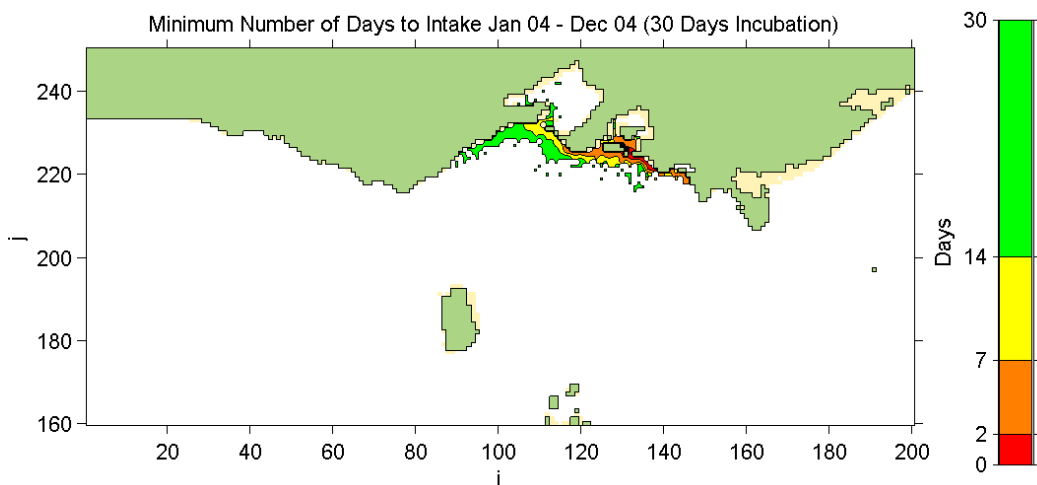 Minimum Number of Days to Intake Jan 04 - Dec 04 (30 Days Incubation)
240
220
200
180
160
j
20 40 60 80 100 120 140 160 180 200
i
30
14
7
2
0
Days